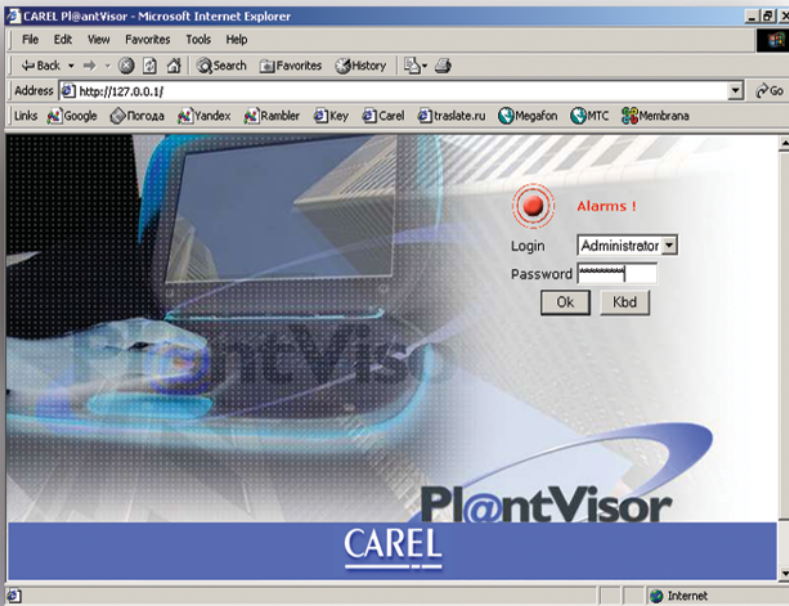 CAREL Pl@antVisor - Microsoft Internet Explorer
File Edit View Favorites Tools Help
Back Search Favorites History
Address http://127.0.0.1/ Go
Links Google Погода Yandex Rambler Key Carel traslate.ru Megafon МТС Membrana
Alarms !
Login Administrator
Password *********
Ok Kbd
Pl@ntVisor
Pl@ntVisor
CAREL
Internet